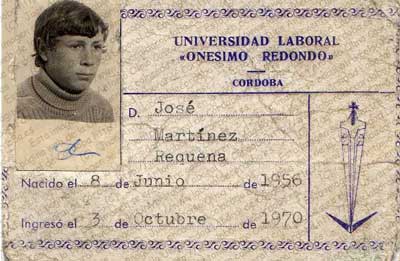 UNIVERSIDAD LABORAL
«ONESIMO REDONDO»
CORDOBA
D. José
Martínez
Requena
Nacido el 8 de Junio de 1956
Ingresó el 3 de Octubre de 1970